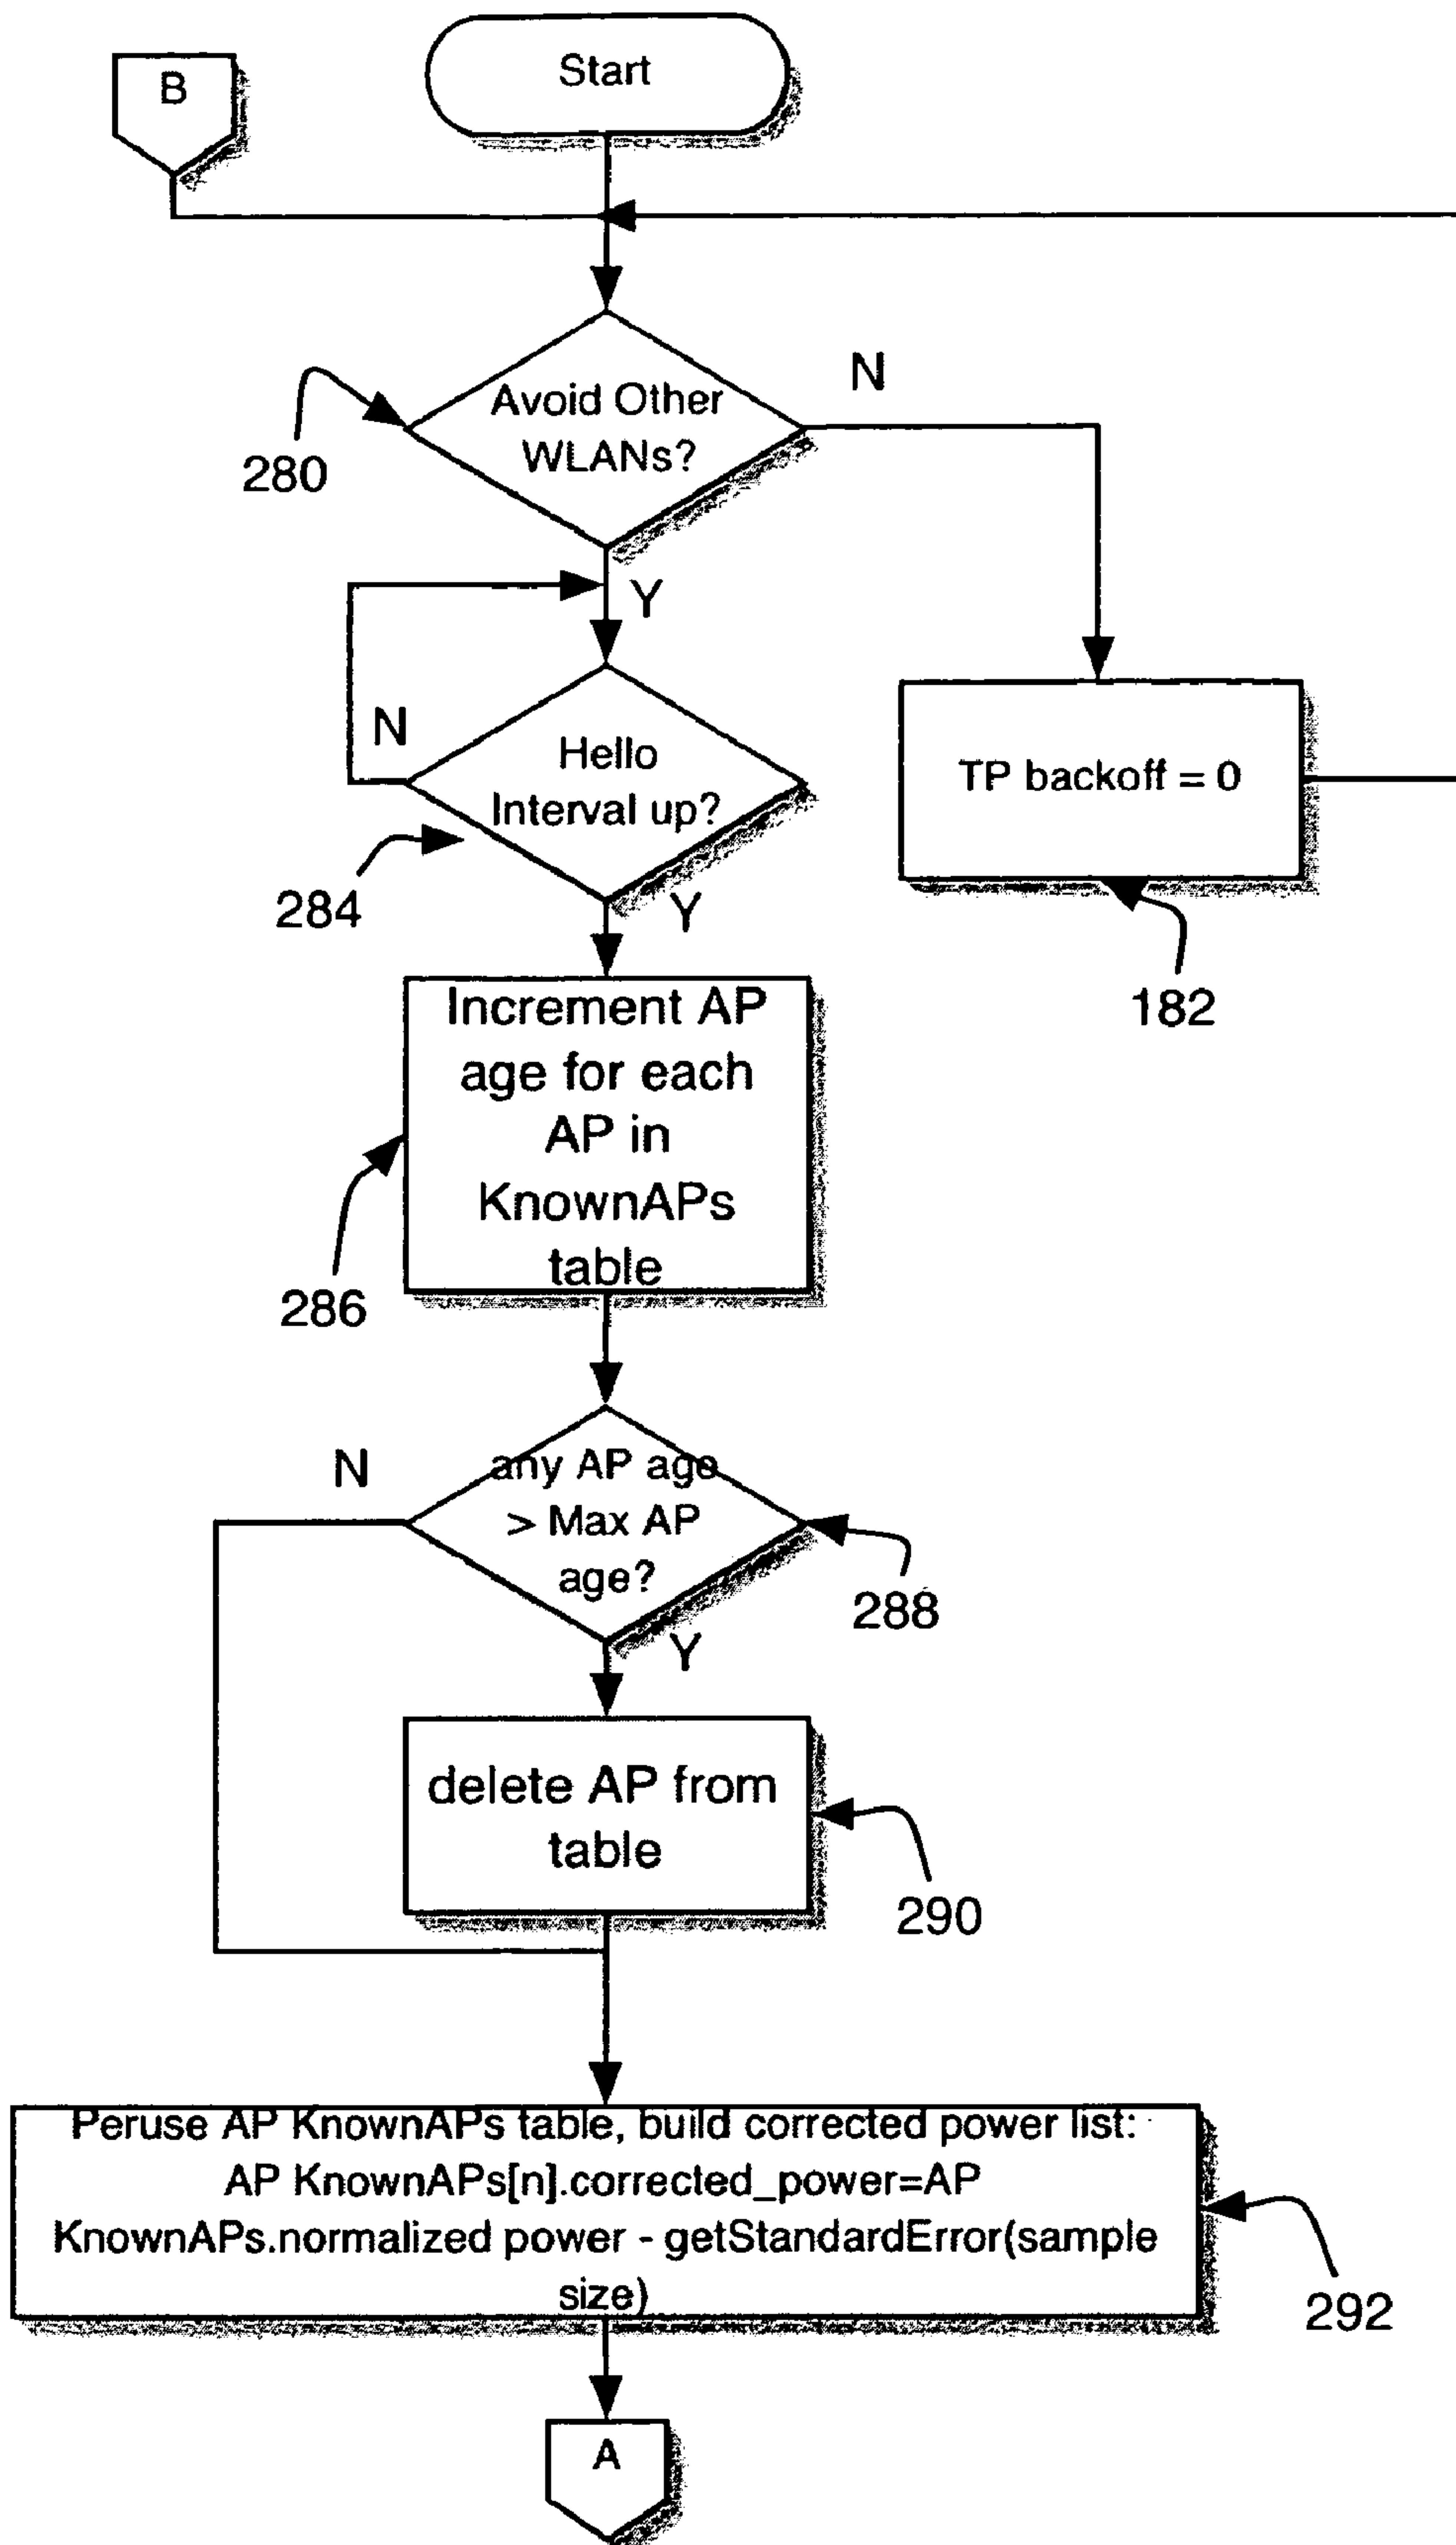 B
Start
Avoid Other
WLANs?
N
280
Y
N
Hello
Interval up?
TP backoff = 0
284
Y
182
Increment AP
age for each
AP in
KnownAPs
table
286
N
any AP age
> Max AP
age?
288
Y
delete AP from
table
290
Peruse AP KnownAPs table, build corrected power list:
AP KnownAPs[n].corrected_power=AP
KnownAPs.normalized power - getStandardError(sample
size)
292
A